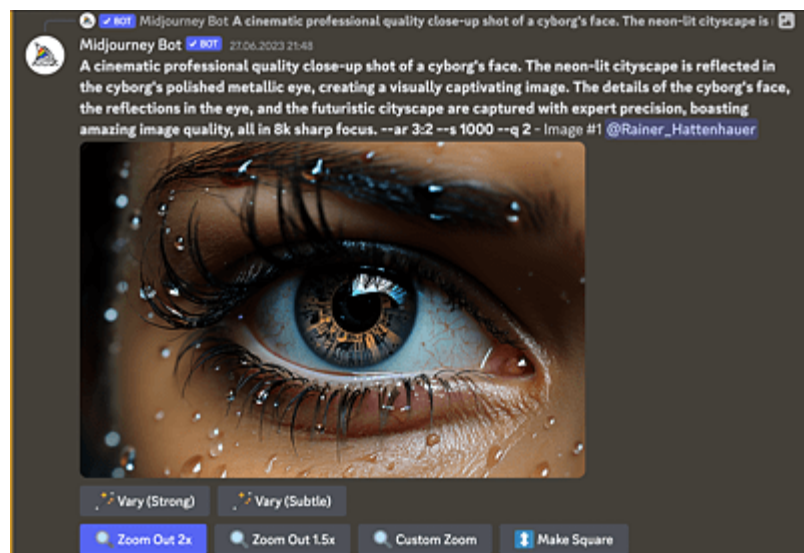 BOT Midjourney Bot A cinematic professional quality close-up shot of a cyborg's face. The neon-lit cityscape is
Midjourney Bot BOT 27.06.2023 21:48
A cinematic professional quality close-up shot of a cyborg's face. The neon-lit cityscape is reflected in
the cyborg's polished metallic eye, creating a visually captivating image. The details of the cyborg's face,
the reflections in the eye, and the futuristic cityscape are captured with expert precision, boasting
amazing image quality, all in 8k sharp focus. --ar 3:2 --s 1000 --q 2 - Image #1 @Rainer_Hattenhauer
Vary (Strong) Vary (Subtle)
Zoom Out 2x Zoom Out 1.5x Custom Zoom Make Square